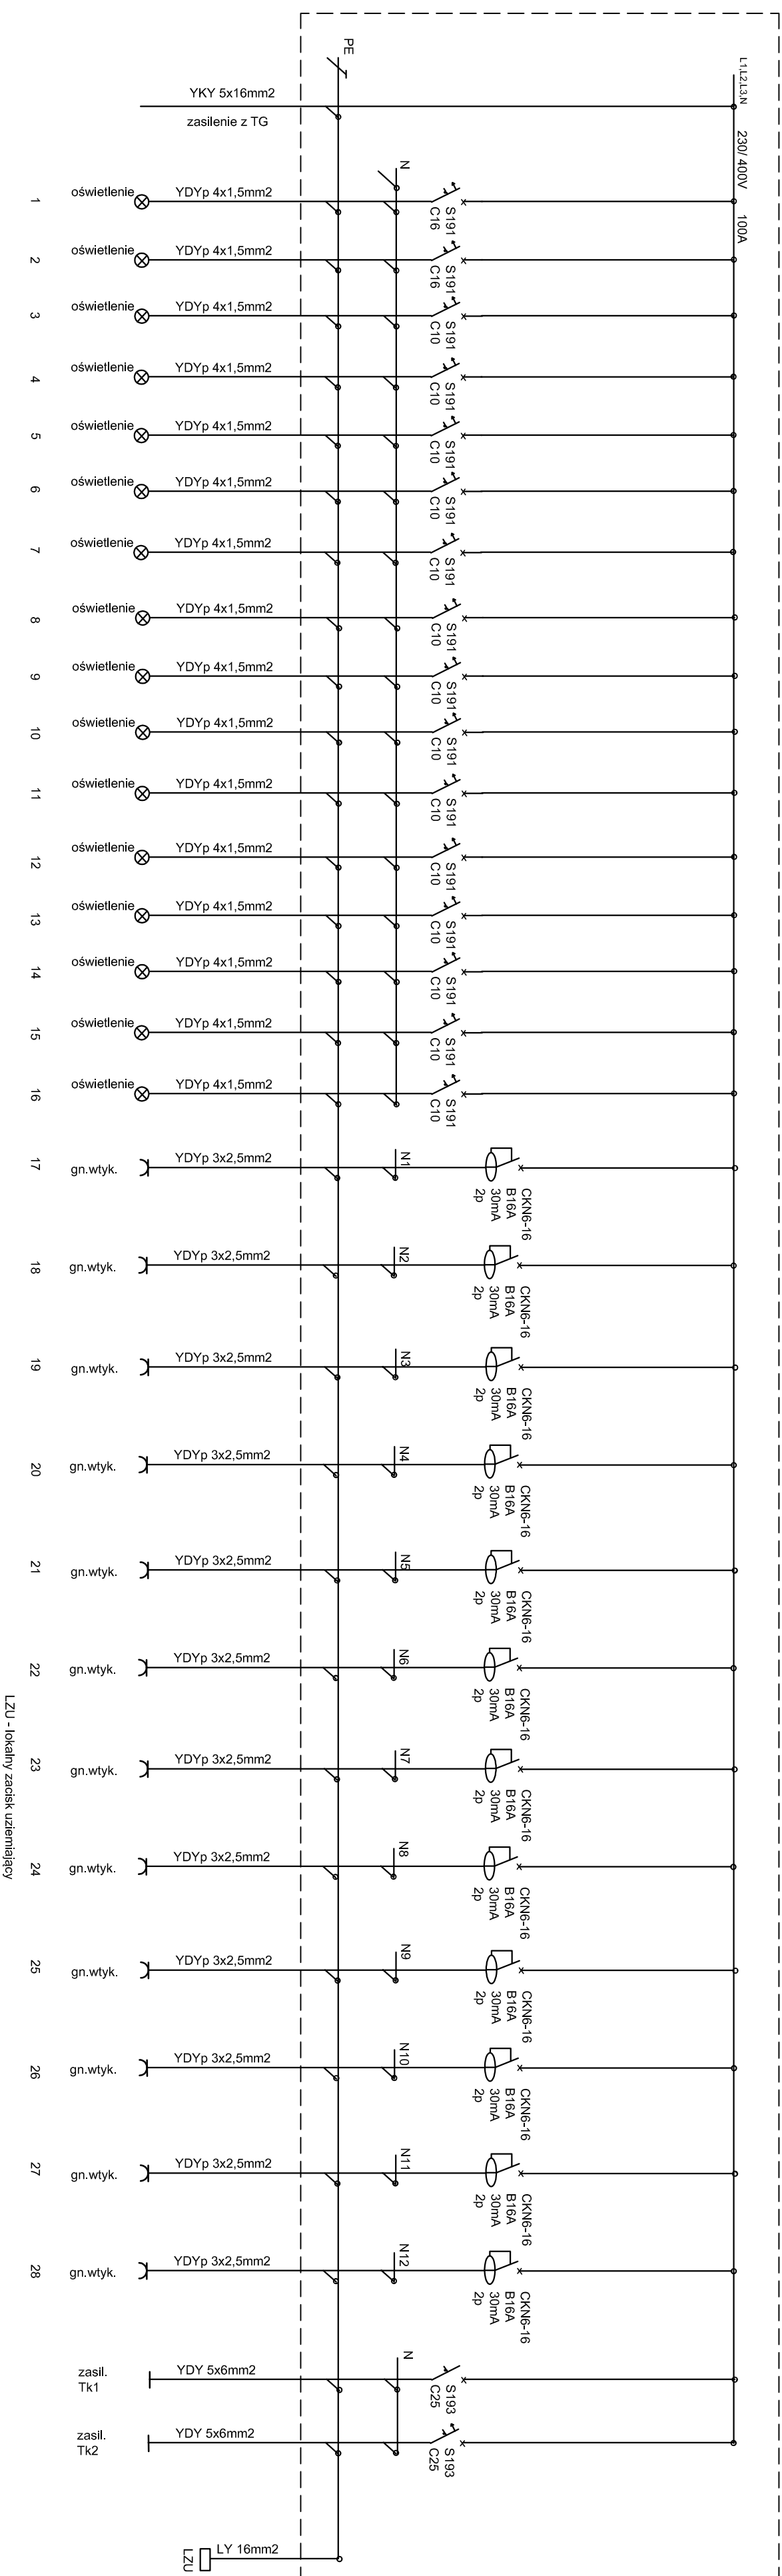 L1,L2,L3,N
230/ 400V 100A
PE
YKY 5x16mm2
zasilenie z TG
N
1
oświetlenie
YDYp 4x1,5mm2
S191
C16
2
oświetlenie
YDYp 4x1,5mm2
S191
C16
3
oświetlenie
YDYp 4x1,5mm2
S191
C10
4
oświetlenie
YDYp 4x1,5mm2
S191
C10
5
oświetlenie
YDYp 4x1,5mm2
S191
C10
6
oświetlenie
YDYp 4x1,5mm2
S191
C10
7
oświetlenie
YDYp 4x1,5mm2
S191
C10
8
oświetlenie
YDYp 4x1,5mm2
S191
C10
9
oświetlenie
YDYp 4x1,5mm2
S191
C10
10
oświetlenie
YDYp 4x1,5mm2
S191
C10
11
oświetlenie
YDYp 4x1,5mm2
S191
C10
12
oświetlenie
YDYp 4x1,5mm2
S191
C10
13
oświetlenie
YDYp 4x1,5mm2
S191
C10
14
oświetlenie
YDYp 4x1,5mm2
S191
C10
15
oświetlenie
YDYp 4x1,5mm2
S191
C10
16
oświetlenie
YDYp 4x1,5mm2
S191
C10
17
gn.wtyk.
YDYp 3x2,5mm2
N1
CKN6-16
B16A
30mA
2p
18
gn.wtyk.
YDYp 3x2,5mm2
N2
CKN6-16
B16A
30mA
2p
19
gn.wtyk.
YDYp 3x2,5mm2
N3
CKN6-16
B16A
30mA
2p
20
gn.wtyk.
YDYp 3x2,5mm2
N4
CKN6-16
B16A
30mA
2p
21
gn.wtyk.
YDYp 3x2,5mm2
N5
CKN6-16
B16A
30mA
2p
22
gn.wtyk.
YDYp 3x2,5mm2
N6
CKN6-16
B16A
30mA
2p
23
gn.wtyk.
YDYp 3x2,5mm2
N7
CKN6-16
B16A
30mA
2p
24
gn.wtyk.
YDYp 3x2,5mm2
N8
CKN6-16
B16A
30mA
2p
25
gn.wtyk.
YDYp 3x2,5mm2
N9
CKN6-16
B16A
30mA
2p
26
gn.wtyk.
YDYp 3x2,5mm2
N10
CKN6-16
B16A
30mA
2p
27
gn.wtyk.
YDYp 3x2,5mm2
N11
CKN6-16
B16A
30mA
2p
28
gn.wtyk.
YDYp 3x2,5mm2
N12
CKN6-16
B16A
30mA
2p
zasil.
Tk1
YDY 5x6mm2
N
S193
C25
zasil.
Tk2
YDY 5x6mm2
S193
C25
LZU
LY 16mm2
LZU - lokalny zacisk uziemiający